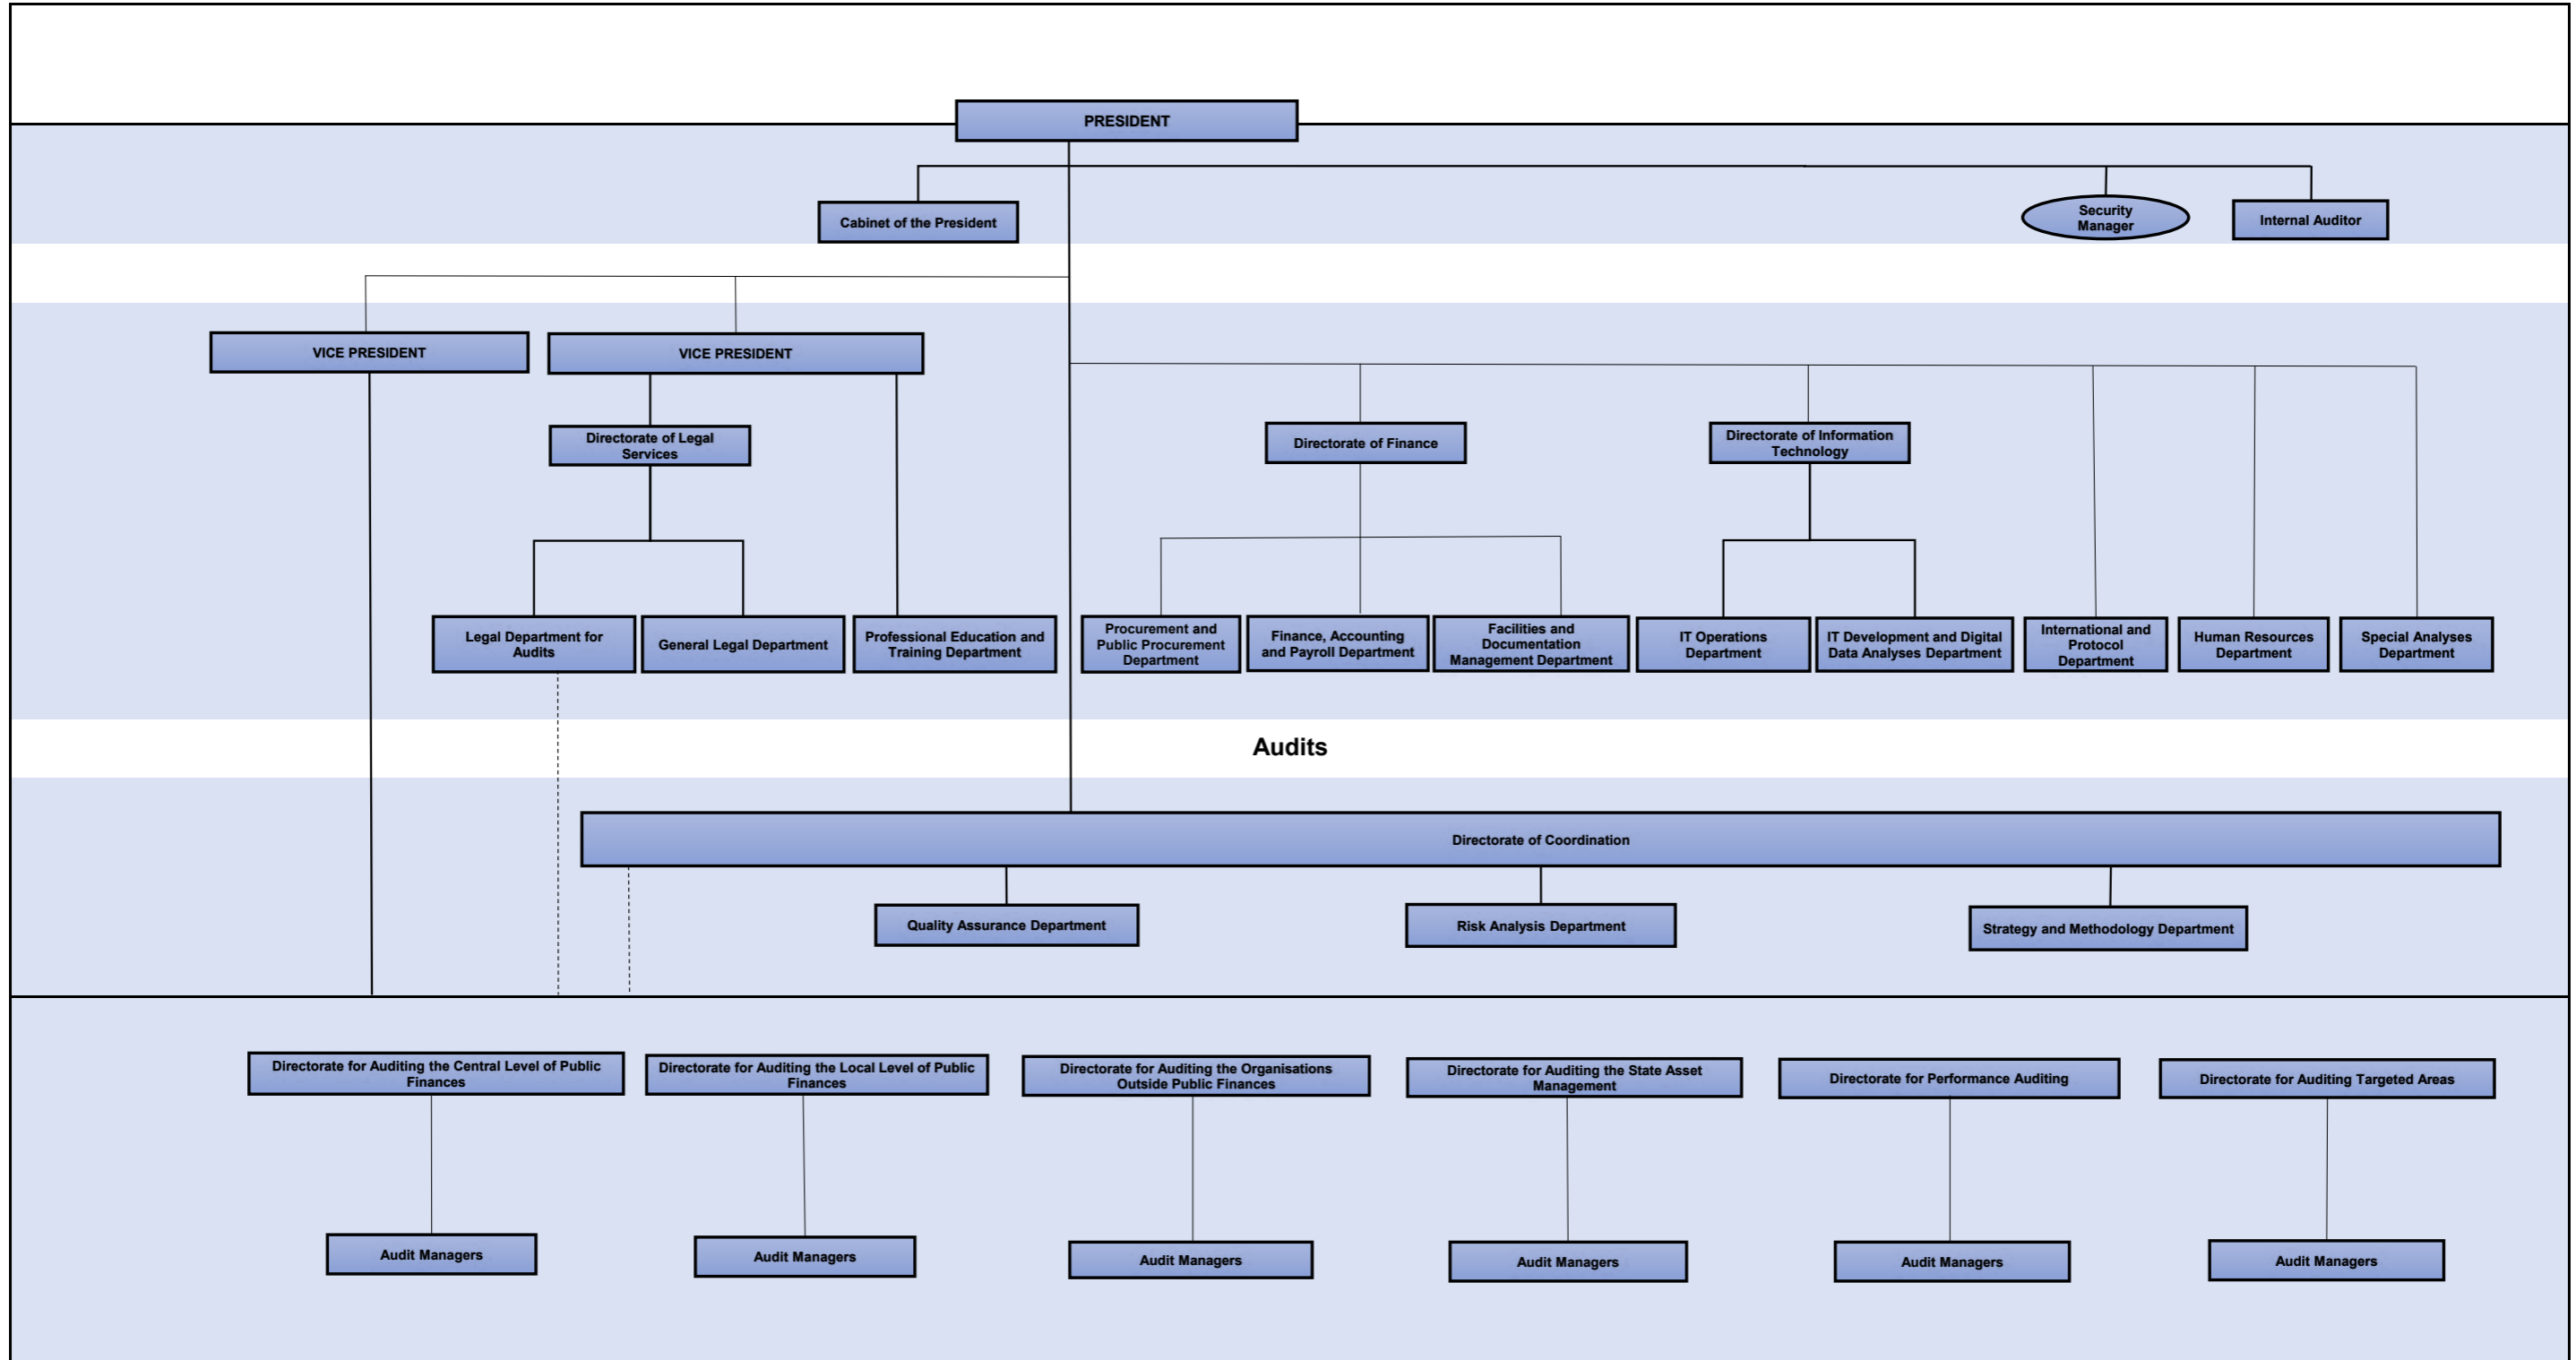 PRESIDENT
Cabinet of the President
Security
Manager
Internal Auditor
VICE PRESIDENT
VICE PRESIDENT
Directorate of Legal
Services
Directorate of Finance
Directorate of Information
Technology
Legal Department for
Audits
General Legal Department
Professional Education and
Training Department
Procurement and
Public Procurement
Department
Finance, Accounting
and Payroll Department
Facilities and
Documentation
Management Department
IT Operations
Department
IT Development and Digital
Data Analyses Department
International and
Protocol
Department
Human Resources
Department
Special Analyses
Department
Audits
Directorate of Coordination
Quality Assurance Department
Risk Analysis Department
Strategy and Methodology Department
Directorate for Auditing the Central Level of Public
Finances
Directorate for Auditing the Local Level of Public
Finances
Directorate for Auditing the Organisations
Outside Public Finances
Directorate for Auditing the State Asset
Management
Directorate for Performance Auditing
Directorate for Auditing Targeted Areas
Audit Managers
Audit Managers
Audit Managers
Audit Managers
Audit Managers
Audit Managers